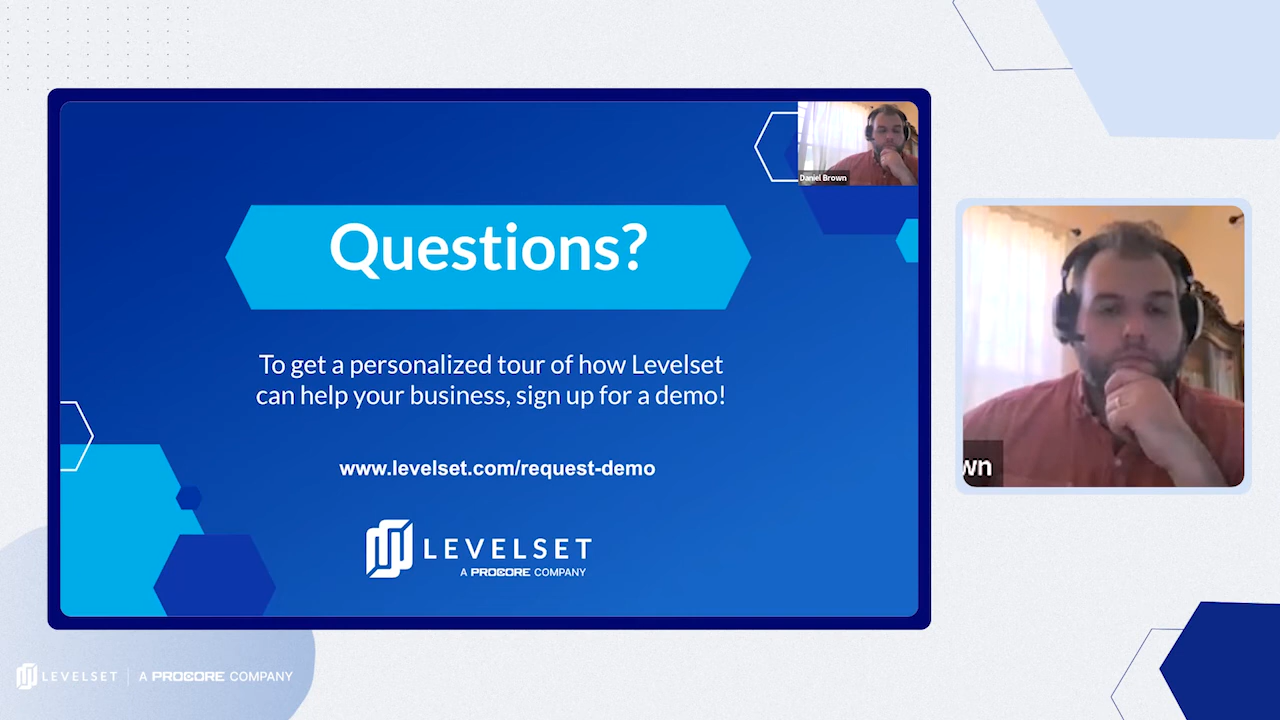 Daniel Brown
Questions?
To get a personalized tour of how Levelset
can help your business, sign up for a demo!
www.levelset.com/request-demo
LEVELSET
A PROCORE COMPANY
wn
LEVELSET | A PROCORE COMPANY